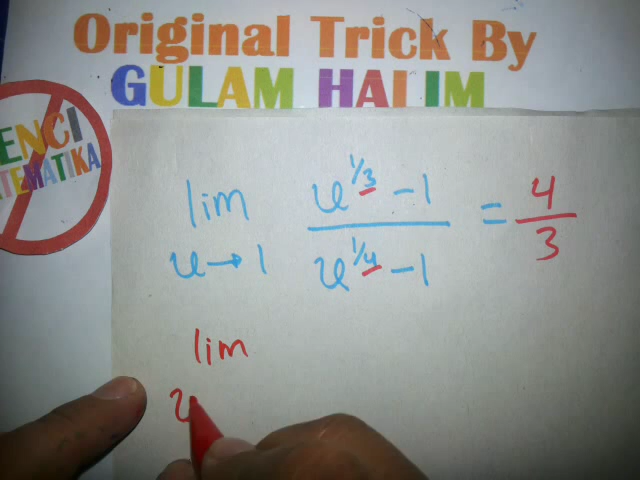 Original Trick By
GULAM HALIM
ENCI
TEMATIKA
lim u→1 (u^1/3 - 1)/(u^1/4 - 1) = 4/3
lim
u